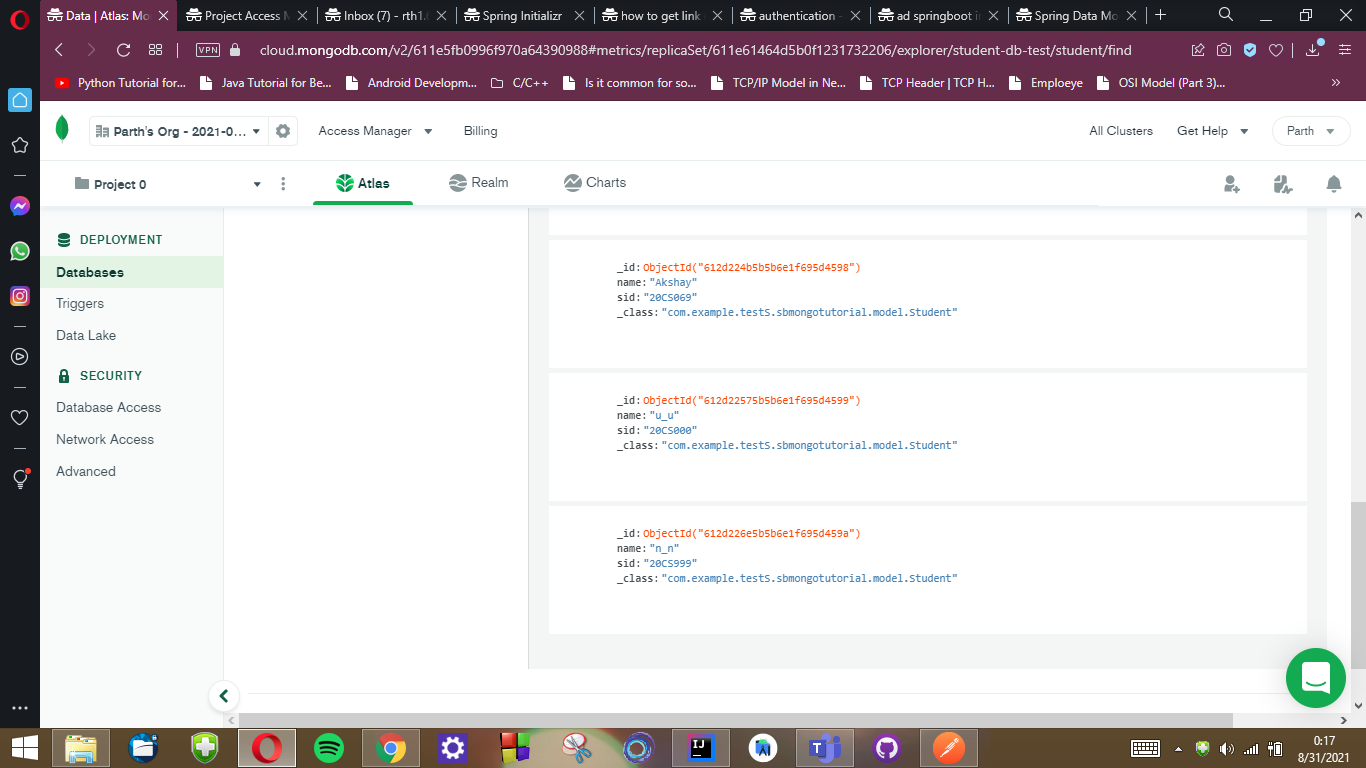 Data | Atlas: Mo
Project Access M
Inbox (7) - rth1.
Spring Initializr
how to get link
authentication -
ad springboot i
Spring Data Mo
VPN
cloud.mongodb.com/v2/611e5fb0996f970a64390988#metrics/replicaSet/611e61464d5b0f1231732206/explorer/student-db-test/student/find
Python Tutorial for...
Java Tutorial for Be...
Android Developm...
C/C++
Is it common for so...
TCP/IP Model in Ne...
TCP Header | TCP H...
Emploeye
OSI Model (Part 3)...
»
Parth's Org - 2021-0...
Access Manager
Billing
All Clusters
Get Help
Parth
Project 0
Atlas
Realm
Charts
DEPLOYMENT
Databases
Triggers
Data Lake
SECURITY
Database Access
Network Access
Advanced
_id: ObjectId("612d224b5b5b6e1f695d4598")
name: "Akshay"
sid: "20CS069"
_class: "com.example.testS.sbmongotutorial.model.Student"
_id: ObjectId("612d22575b5b6e1f695d4599")
name: "u_u"
sid: "20CS000"
_class: "com.example.testS.sbmongotutorial.model.Student"
_id: ObjectId("612d226e5b5b6e1f695d459a")
name: "n_n"
sid: "20CS999"
_class: "com.example.testS.sbmongotutorial.model.Student"
0:17
8/31/2021